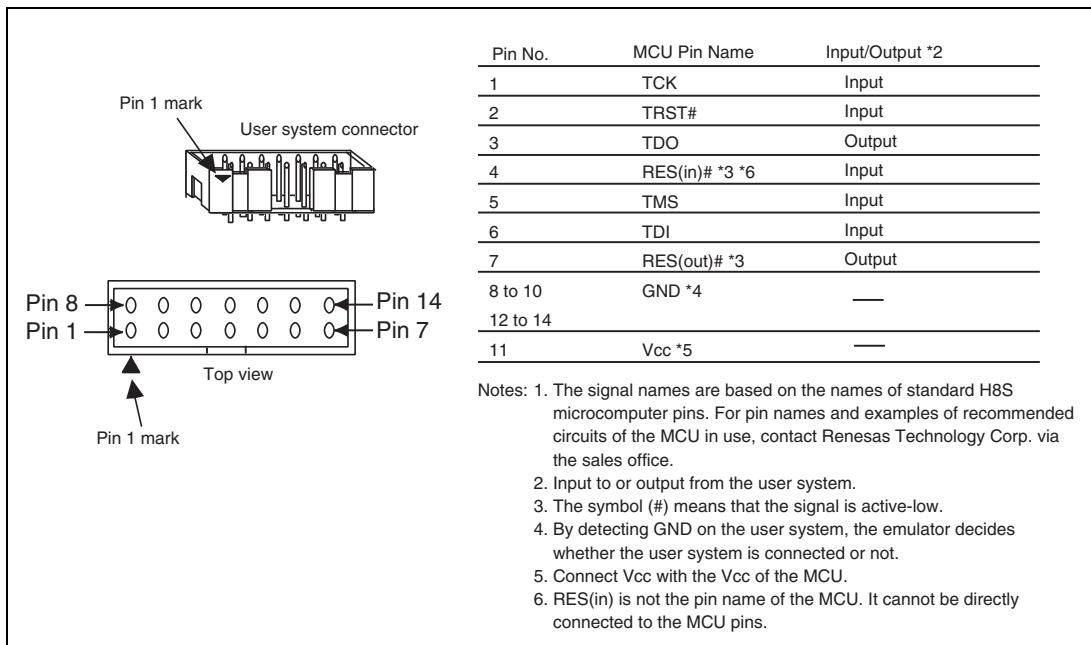 Pin 1 mark
User system connector
Pin 8
Pin 14
Pin 1
Pin 7
Top view
Pin 1 mark
Pin No. MCU Pin Name Input/Output *2
1 TCK Input
2 TRST# Input
3 TDO Output
4 RES(in)# *3 *6 Input
5 TMS Input
6 TDI Input
7 RES(out)# *3 Output
8 to 10 GND *4 —
12 to 14
11 Vcc *5 —
Notes: 1. The signal names are based on the names of standard H8S
microcomputer pins. For pin names and examples of recommended
circuits of the MCU in use, contact Renesas Technology Corp. via
the sales office.
2. Input to or output from the user system.
3. The symbol (#) means that the signal is active-low.
4. By detecting GND on the user system, the emulator decides
whether the user system is connected or not.
5. Connect Vcc with the Vcc of the MCU.
6. RES(in) is not the pin name of the MCU. It cannot be directly
connected to the MCU pins.